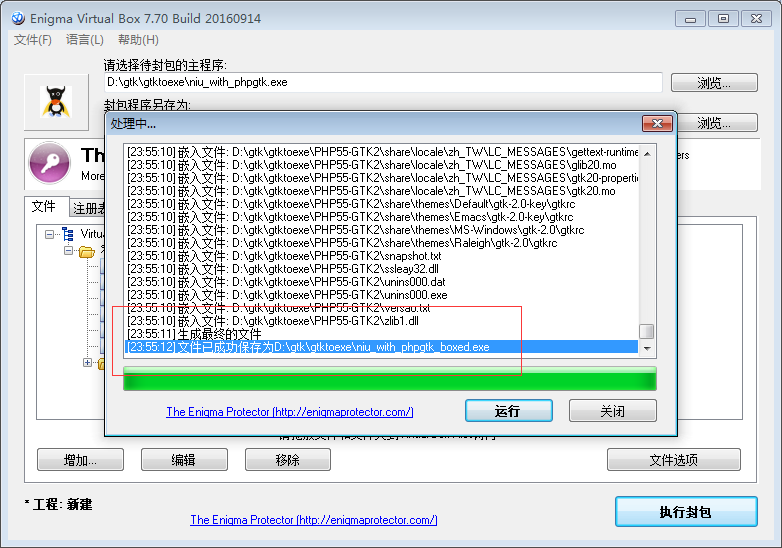 Enigma Virtual Box 7.70 Build 20160914
文件(F) 语言(L) 帮助(H)
请选择待封包的主程序:
D:\gtk\gtktoexe\niu_with_phpgtk.exe
浏览...
封包程序另存为:
浏览...
处理中...
Th
ers
More
文件 注册表
Virtu
[23:55:10] 嵌入文件: D:\gtk\gtktoexe\PHP55-GTK2\share\locale\zh_TW\LC_MESSAGES\gettext-runtime
[23:55:10] 嵌入文件: D:\gtk\gtktoexe\PHP55-GTK2\share\locale\zh_TW\LC_MESSAGES\glib20.mo
[23:55:10] 嵌入文件: D:\gtk\gtktoexe\PHP55-GTK2\share\locale\zh_TW\LC_MESSAGES\gtk20-propertie
[23:55:10] 嵌入文件: D:\gtk\gtktoexe\PHP55-GTK2\share\locale\zh_TW\LC_MESSAGES\gtk20.mo
[23:55:10] 嵌入文件: D:\gtk\gtktoexe\PHP55-GTK2\share\themes\Default\gtk-2.0-key\gtkrc
[23:55:10] 嵌入文件: D:\gtk\gtktoexe\PHP55-GTK2\share\themes\Emacs\gtk-2.0-key\gtkrc
[23:55:10] 嵌入文件: D:\gtk\gtktoexe\PHP55-GTK2\share\themes\MS-Windows\gtk-2.0\gtkrc
[23:55:10] 嵌入文件: D:\gtk\gtktoexe\PHP55-GTK2\share\themes\Raleigh\gtk-2.0\gtkrc
[23:55:10] 嵌入文件: D:\gtk\gtktoexe\PHP55-GTK2\snapshot.txt
[23:55:10] 嵌入文件: D:\gtk\gtktoexe\PHP55-GTK2\ssleay32.dll
[23:55:10] 嵌入文件: D:\gtk\gtktoexe\PHP55-GTK2\unins000.dat
[23:55:10] 嵌入文件: D:\gtk\gtktoexe\PHP55-GTK2\unins000.exe
[23:55:10] 嵌入文件: D:\gtk\gtktoexe\PHP55-GTK2\versao.txt
[23:55:10] 嵌入文件: D:\gtk\gtktoexe\PHP55-GTK2\zlib1.dll
[23:55:11] 生成最终的文件
[23:55:12] 文件已成功保存为D:\gtk\gtktoexe\niu_with_phpgtk_boxed.exe
The Enigma Protector (http://enigmaprotector.com/)
运行
关闭
增加...
编辑
移除
文件选项
* 工程: 新建
The Enigma Protector (http://enigmaprotector.com/)
执行封包